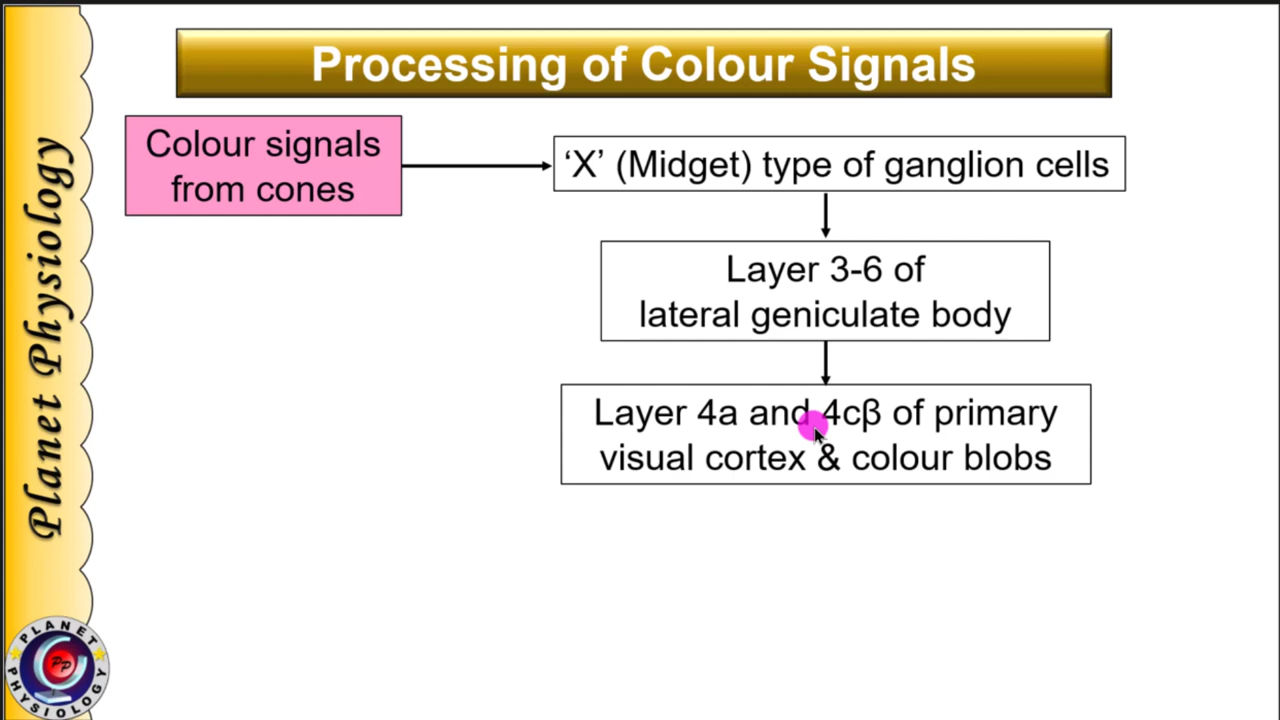 Processing of Colour Signals
Colour signals
from cones
‘X’ (Midget) type of ganglion cells
Layer 3-6 of
lateral geniculate body
Layer 4a and 4cβ of primary
visual cortex & colour blobs
Planet Physiology
PLANET
PP
PHYSIOLOGY